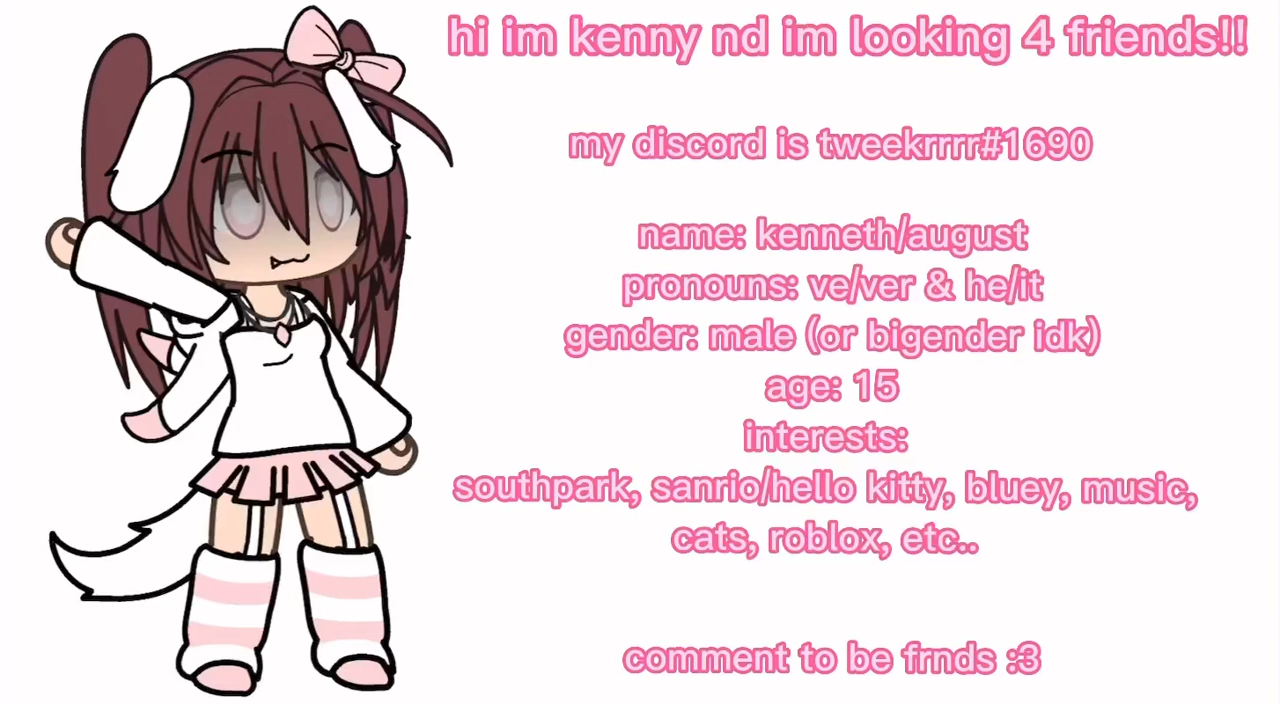 hi im kenny nd im looking 4 friends!!
my discord is tweekrrrr#1690
name: kenneth/august
pronouns: ve/ver & he/it
gender: male (or bigender idk)
age: 15
interests:
southpark, sanrio/hello kitty, bluey, music,
cats, roblox, etc..
comment to be frnds :3